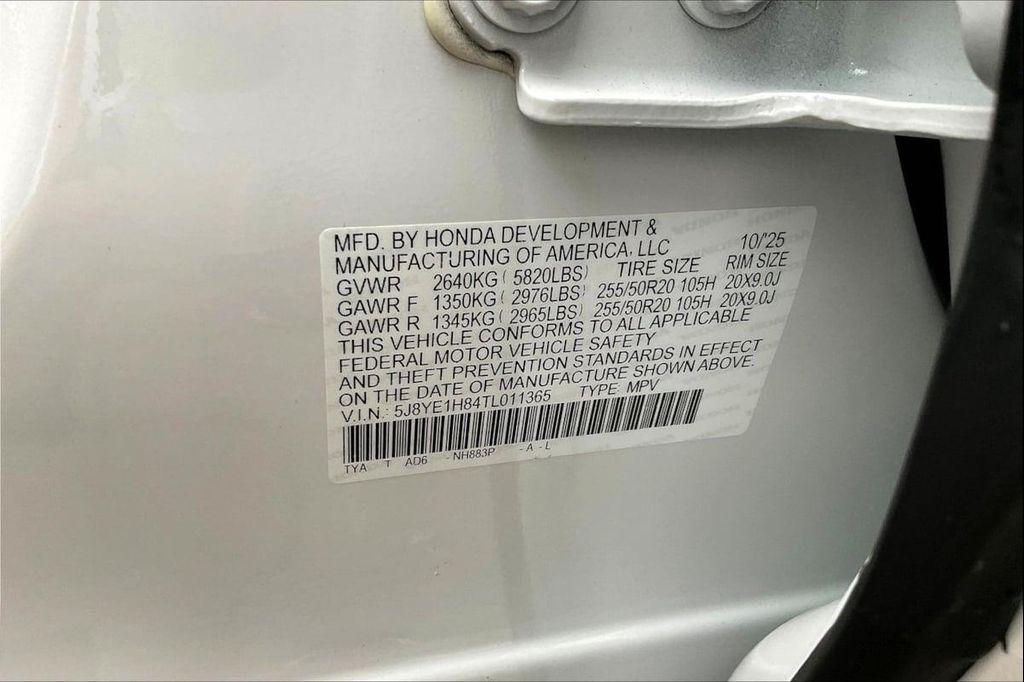 MFD. BY HONDA DEVELOPMENT &
MANUFACTURING OF AMERICA, LLC 10/'25
GVWR 2640KG ( 5820LBS) TIRE SIZE RIM SIZE
GAWR F 1350KG ( 2976LBS) 255/50R20 105H 20X9.0J
GAWR R 1345KG ( 2965LBS) 255/50R20 105H 20X9.0J
THIS VEHICLE CONFORMS TO ALL APPLICABLE
FEDERAL MOTOR VEHICLE SAFETY
AND THEFT PREVENTION STANDARDS IN EFFECT
ON THE DATE OF MANUFACTURE SHOWN ABOVE.
V.I.N.: 5J8YE1H84TL011365 TYPE: MPV
TYA T AD6 - NH883P - A - L